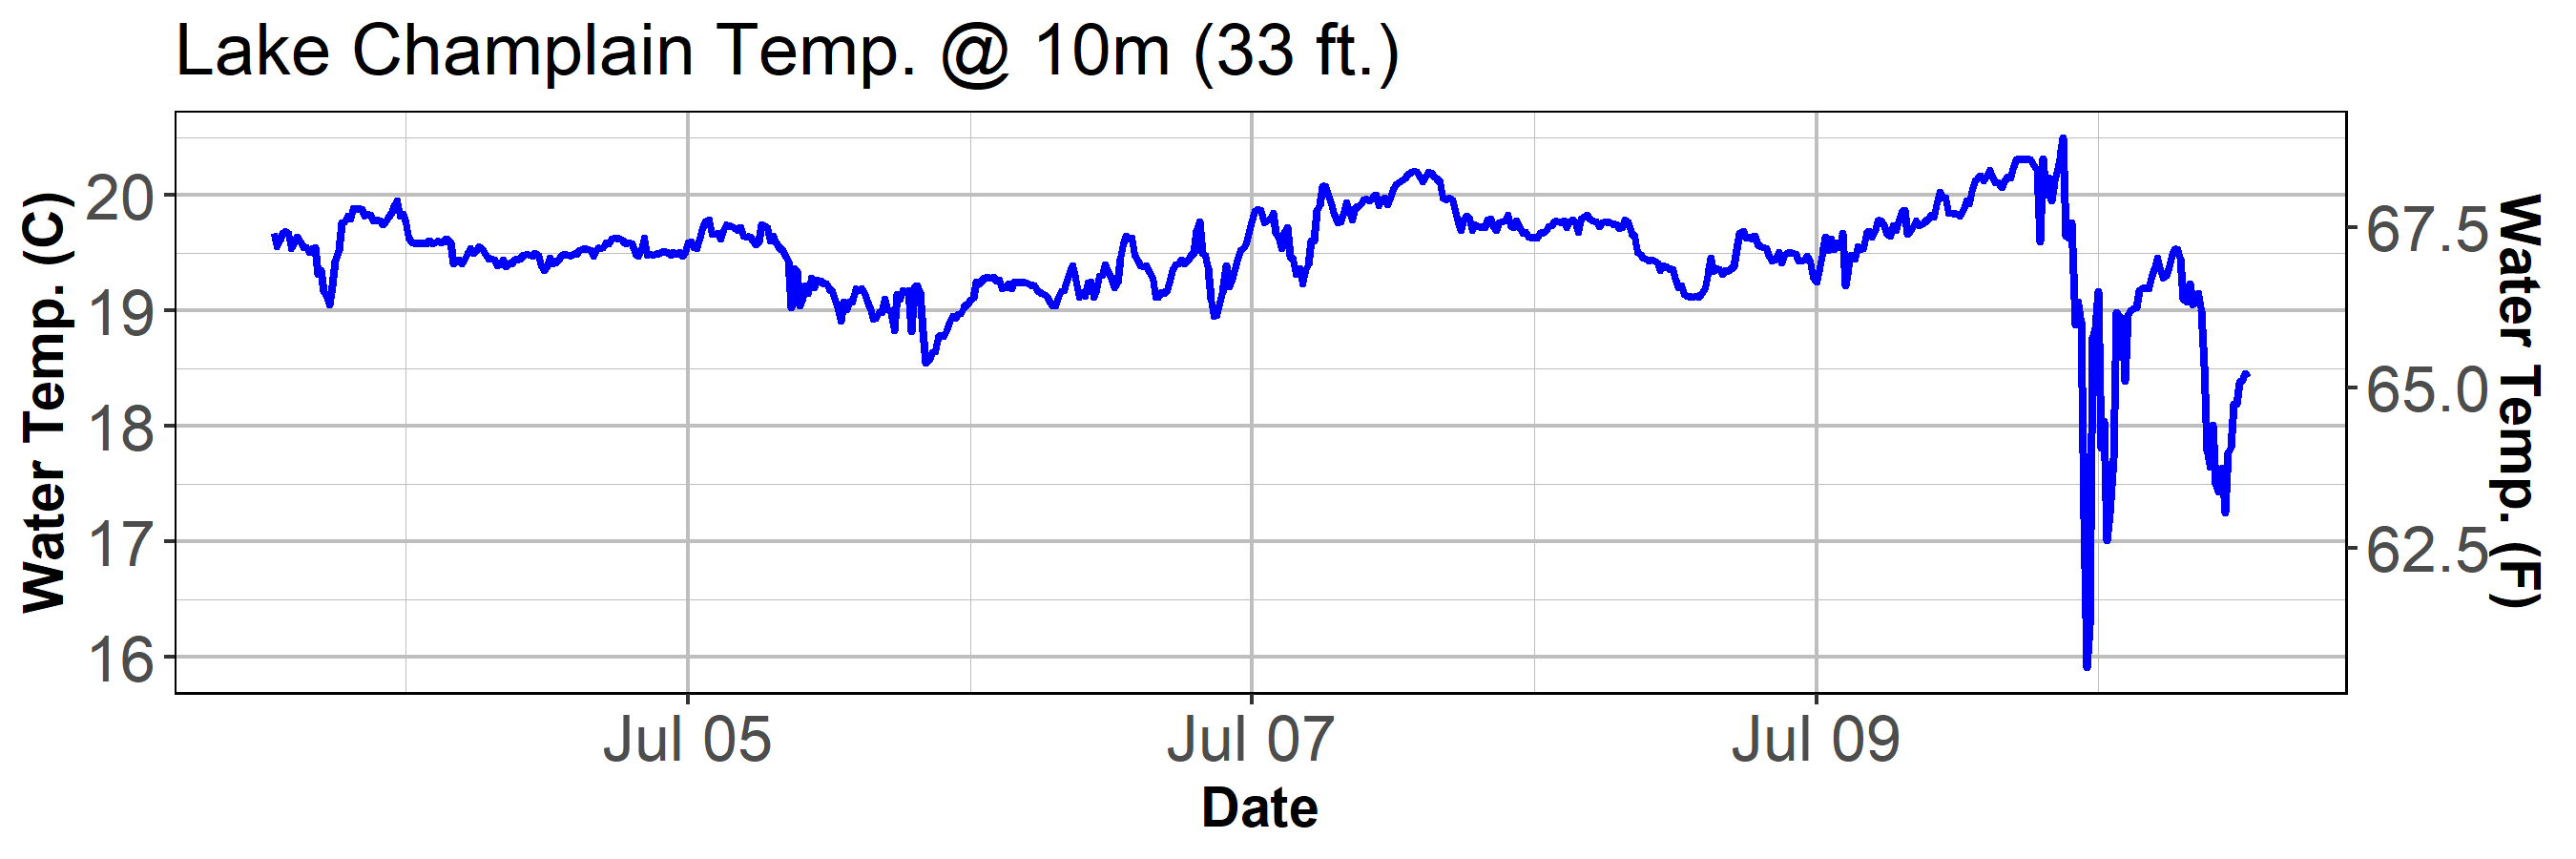 Lake Champlain Temp. @ 10m (33 ft.)
Water Temp. (C)
20
19
18
17
16
67.5
65.0
62.5
Water Temp. (F)
Jul 05
Jul 07
Jul 09
Date